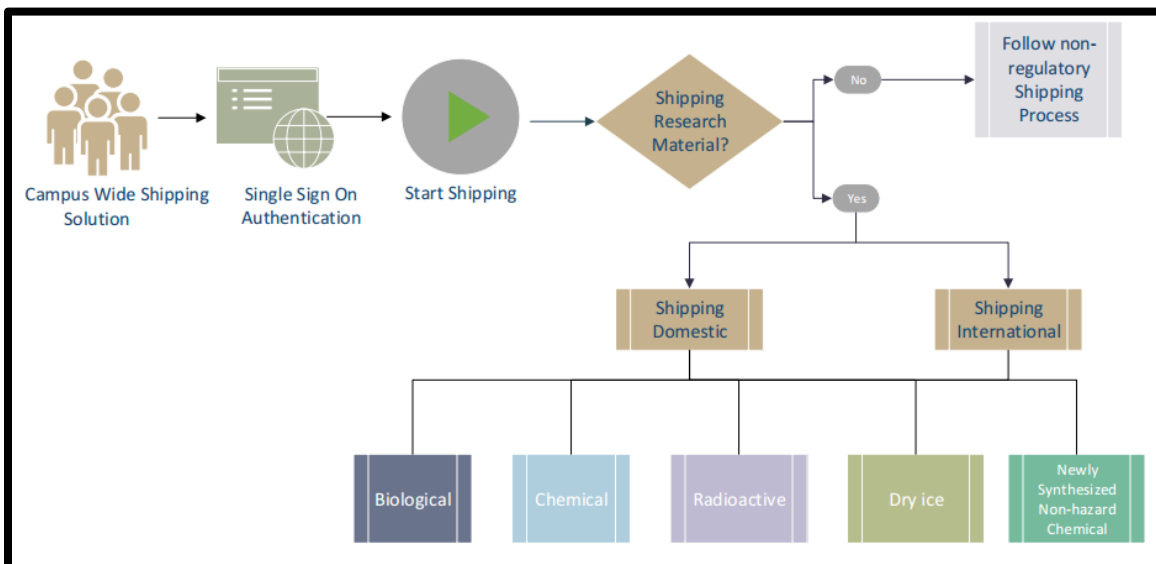 Campus Wide Shipping
Solution
Single Sign On
Authentication
Start Shipping
Shipping
Research
Material?
No
Follow non-
regulatory
Shipping
Process
Yes
Shipping
Domestic
Shipping
International
Biological
Chemical
Radioactive
Dry ice
Newly
Synthesized
Non-hazard
Chemical